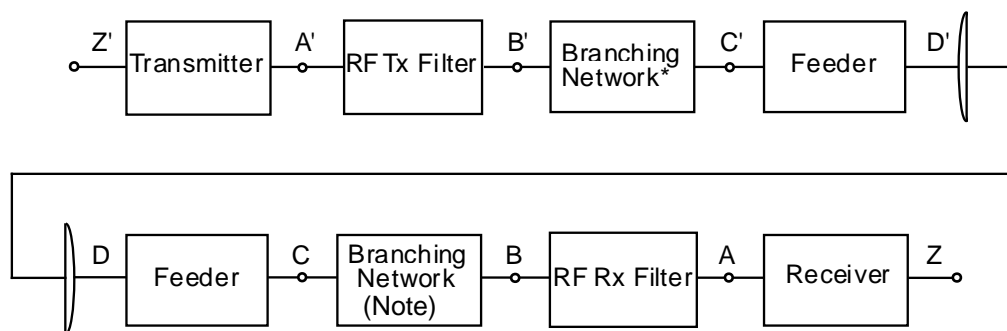 Z' Transmitter A' RF Tx Filter B' Branching Network* C' Feeder D'
D Feeder C Branching Network (Note) B RF Rx Filter A Receiver Z